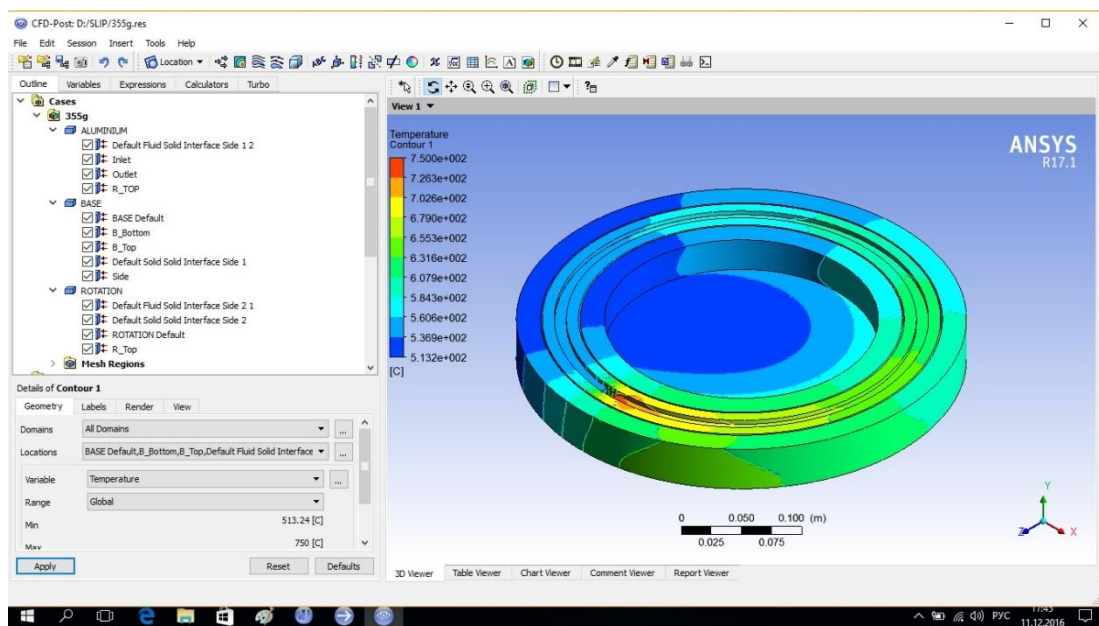 CFD-Post: D:/SLIP/355g.res
File Edit Session Insert Tools Help
Location
Outline Variables Expressions Calculators Turbo
Cases
355g
ALUMINIUM
Default Fluid Solid Interface Side 1 2
Inlet
Outlet
R_TOP
BASE
BASE Default
B_Bottom
B_Top
Default Solid Solid Interface Side 1
Side
ROTATION
Default Fluid Solid Interface Side 2 1
Default Solid Solid Interface Side 2
ROTATION Default
R_Top
Mesh Regions
Details of Contour 1
Geometry Labels Render View
Domains All Domains ...
Locations BASE Default,B_Bottom,B_Top,Default Fluid Solid Interface ...
Variable Temperature ...
Range Global
Min 513.24 [C]
Max 750 [C]
Apply Reset Defaults
View 1
Temperature
Contour 1
7.500e+002
7.263e+002
7.026e+002
6.790e+002
6.553e+002
6.316e+002
6.079e+002
5.843e+002
5.606e+002
5.369e+002
5.132e+002
[C]
ANSYS
R17.1
0 0.050 0.100 (m)
0.025 0.075
Y
Z X
3D Viewer Table Viewer Chart Viewer Comment Viewer Report Viewer
РУС
17:43
11.12.2016